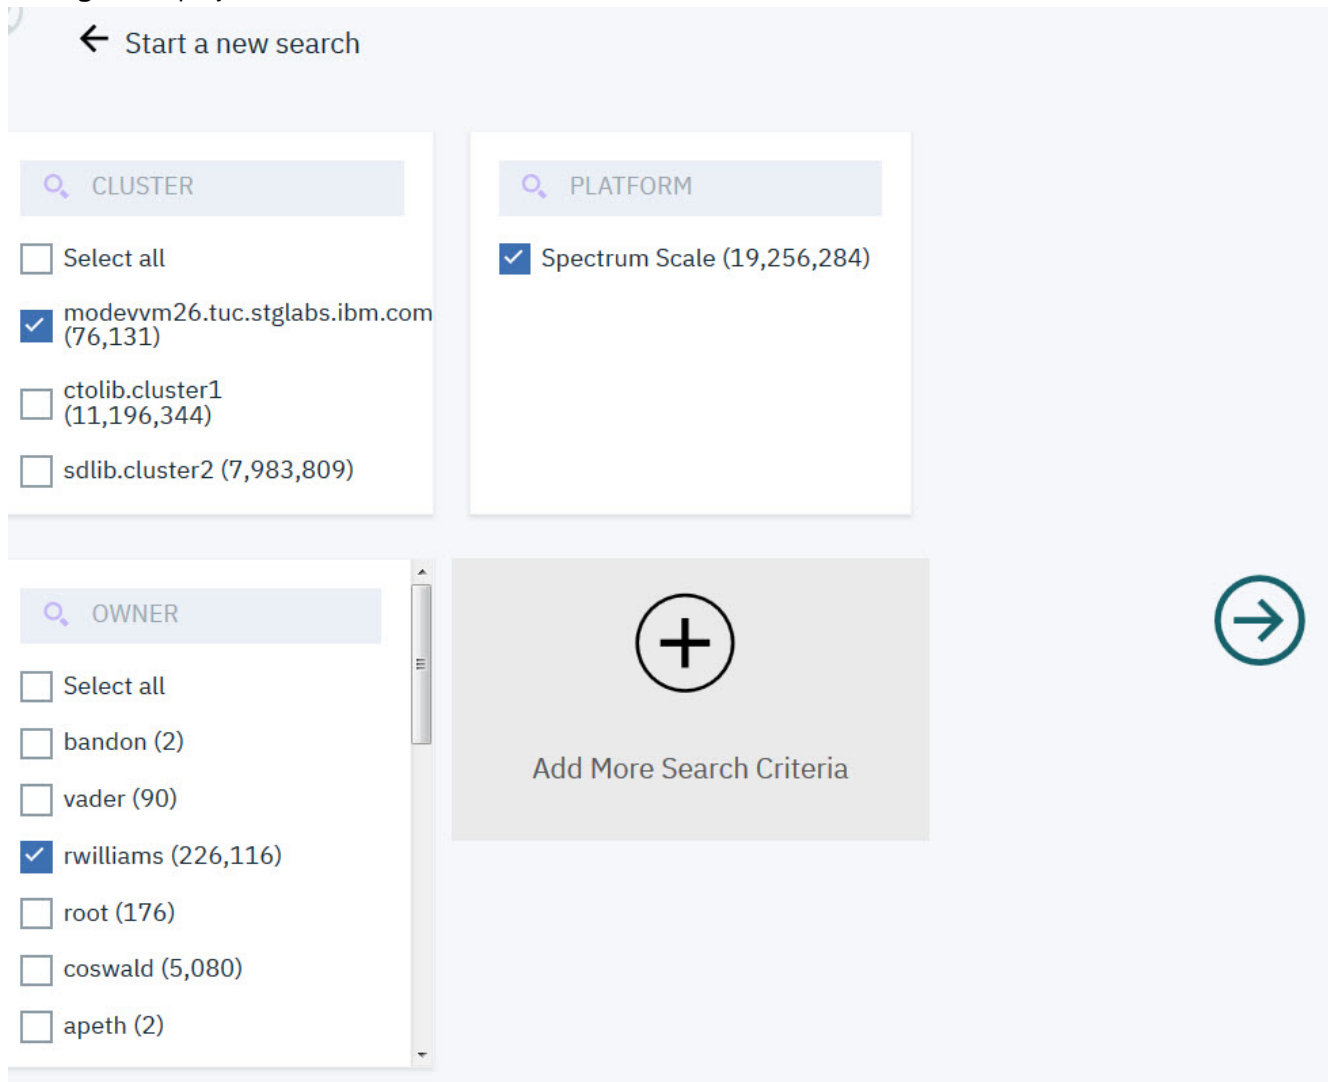 Start a new search
CLUSTER
Select all
modevvm26.tuc.stglabs.ibm.com
(76,131)
ctolib.cluster1
(11,196,344)
sdlib.cluster2 (7,983,809)
PLATFORM
Spectrum Scale (19,256,284)
OWNER
Select all
bandon (2)
vader (90)
rwilliams (226,116)
root (176)
coswald (5,080)
apeth (2)
Add More Search Criteria